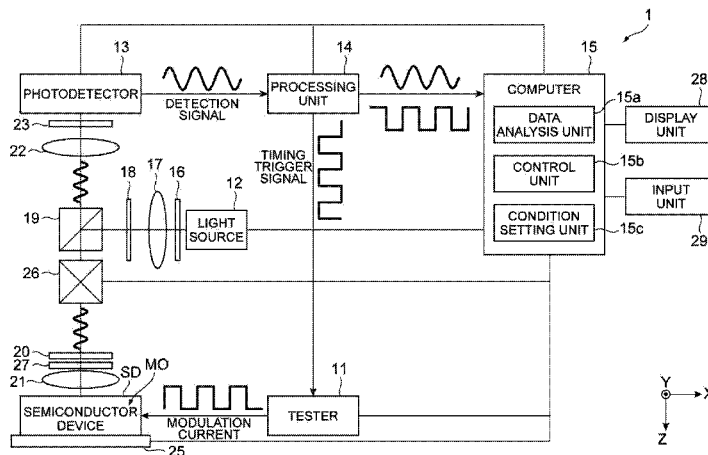 1
13
14
15
28
PHOTODETECTOR
DETECTION
SIGNAL
PROCESSING
UNIT
COMPUTER
15a
DATA
ANALYSIS UNIT
DISPLAY
UNIT
23
22
TIMING
TRIGGER
SIGNAL
15b
CONTROL
UNIT
INPUT
UNIT
29
18
17
16
12
19
LIGHT
SOURCE
CONDITION
SETTING UNIT
15c
26
20
27
21
SD
MO
11
SEMICONDUCTOR
DEVICE
MODULATION
CURRENT
TESTER
25
Y
X
Z